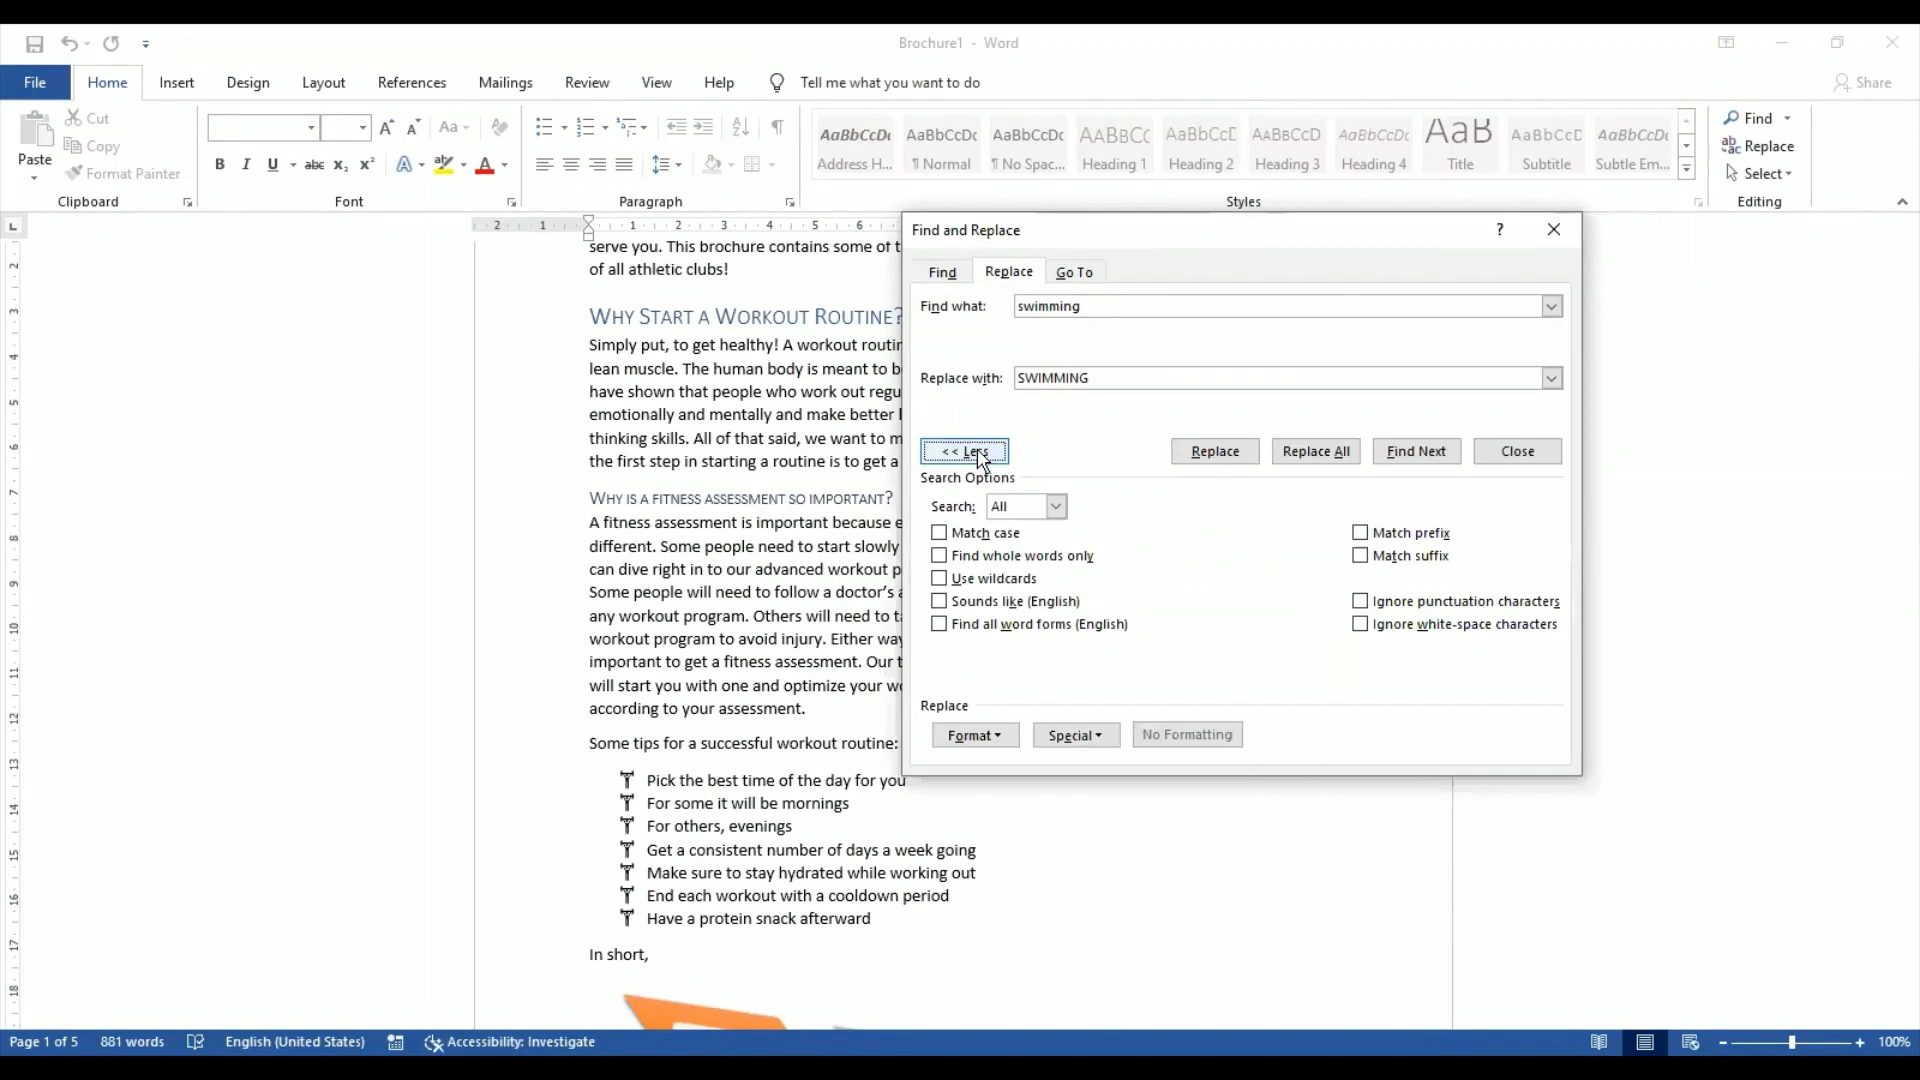 Brochure1 - Word
File Home Insert Design Layout References Mailings Review View Help Tell me what you want to do Share
Paste
Cut
Copy
Format Painter
Clipboard
Aa
B I U abc x₂ x² A A
Font
Paragraph
AaBbCcDc AaBbCcDc AaBbCcDc AABBCC AaBbCcD AABBCCD AaBbCcDc AaB AaBbCcD AaBbCcDc
Address H... ¶ Normal ¶ No Spac... Heading 1 Heading 2 Heading 3 Heading 4 Title Subtitle Subtle Em...
Styles
Find
Replace
Select
Editing
serve you. This brochure contains some of t
of all athletic clubs!
WHY START A WORKOUT ROUTINE?
Simply put, to get healthy! A workout routin
lean muscle. The human body is meant to b
have shown that people who work out regu
emotionally and mentally and make better l
thinking skills. All of that said, we want to m
the first step in starting a routine is to get a
WHY IS A FITNESS ASSESSMENT SO IMPORTANT?
A fitness assessment is important because e
different. Some people need to start slowly
can dive right in to our advanced workout p
Some people will need to follow a doctor's a
any workout program. Others will need to ta
workout program to avoid injury. Either way
important to get a fitness assessment. Our t
will start you with one and optimize your wo
according to your assessment.
Some tips for a successful workout routine:
Pick the best time of the day for you
For some it will be mornings
For others, evenings
Get a consistent number of days a week going
Make sure to stay hydrated while working out
End each workout with a cooldown period
Have a protein snack afterward
In short,
Find and Replace
Find Replace Go To
Find what: swimming
Replace with: SWIMMING
<< Less Replace Replace All Find Next Close
Search Options
Search: All
Match case
Find whole words only
Use wildcards
Sounds like (English)
Find all word forms (English)
Match prefix
Match suffix
Ignore punctuation characters
Ignore white-space characters
Replace
Format Special No Formatting
Page 1 of 5 881 words English (United States) Accessibility: Investigate 100%